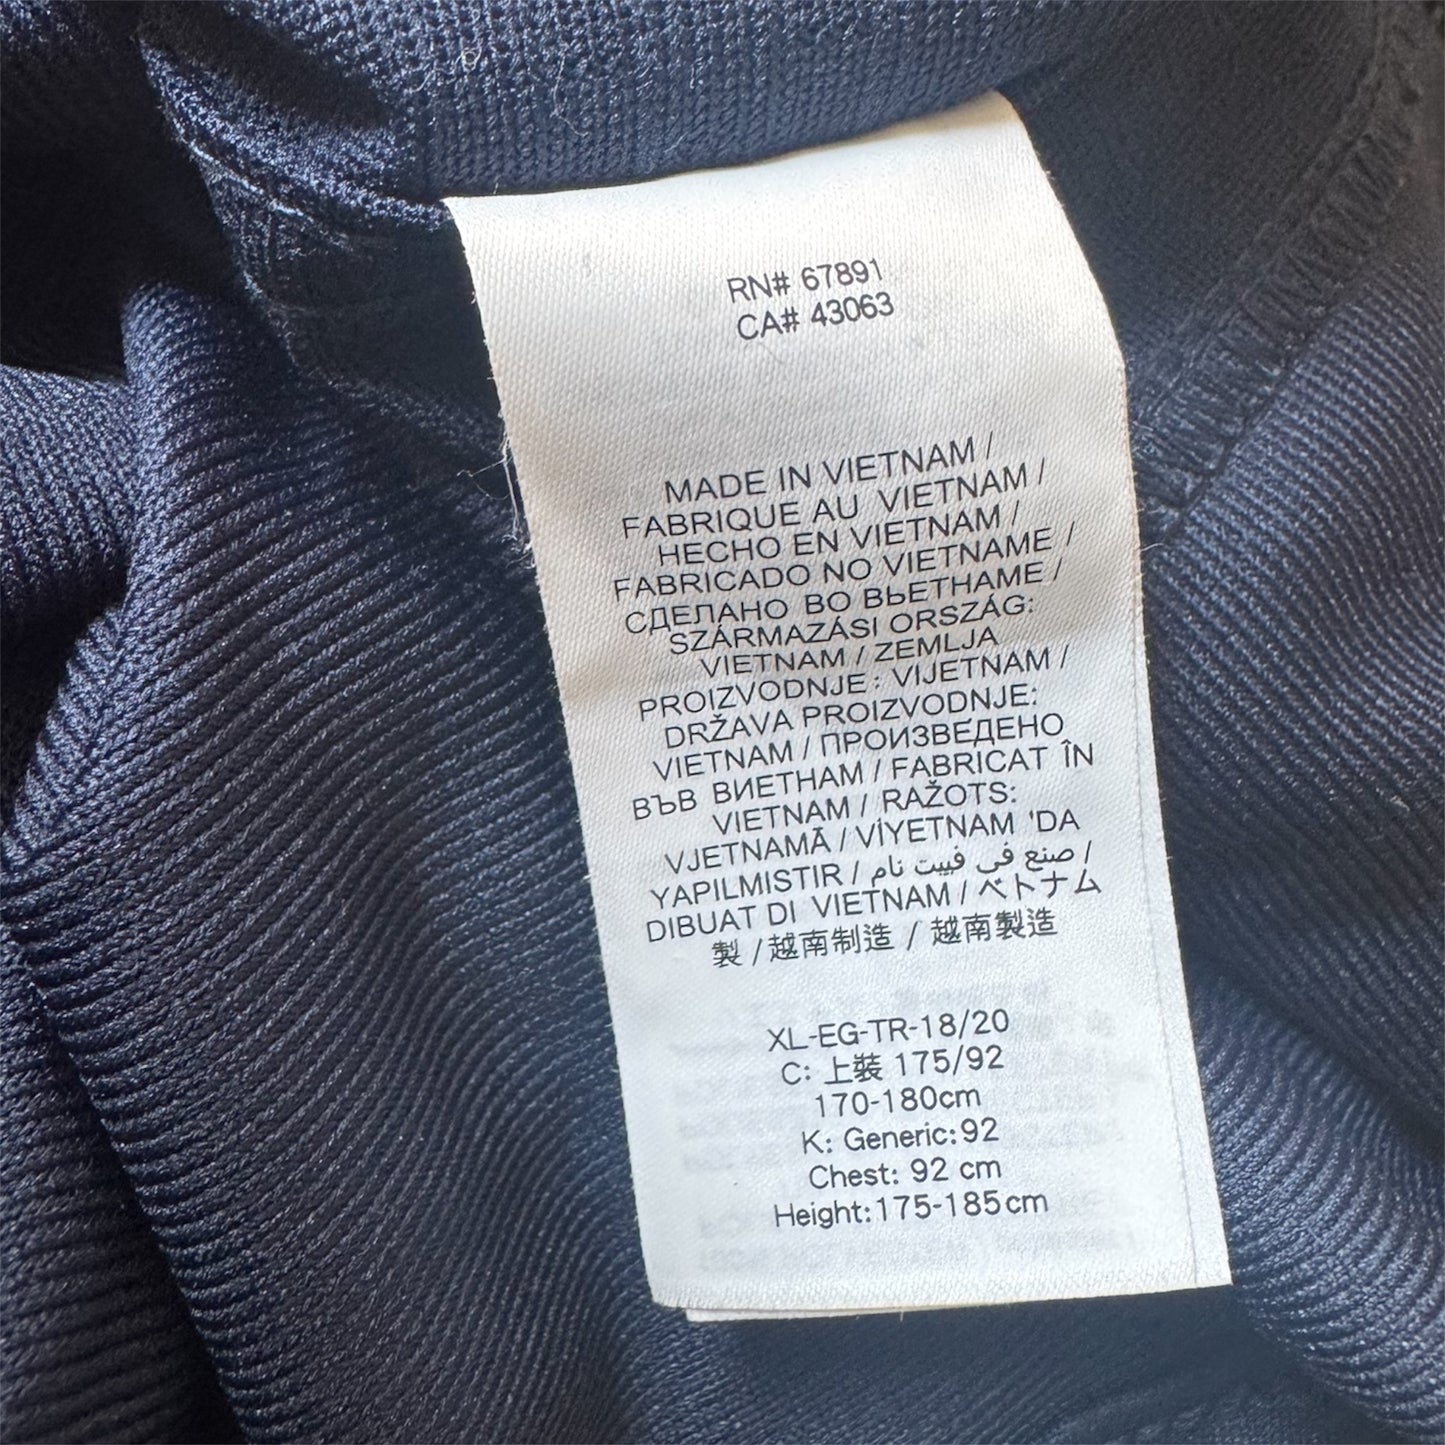 RN# 67891
CA# 43063
MADE IN VIETNAM /
FABRIQUE AU VIETNAM /
HECHO EN VIETNAM /
FABRICADO NO VIETNAME /
СДЕЛАНО ВО ВЬЕТНАМЕ /
SZÁRMAZÁSI ORSZÁG:
VIETNAM / ZEMLJA
PROIZVODNJE: VIJETNAM /
DRŽAVA PROIZVODNJE:
VIETNAM / ПРОИЗВЕДЕНО
ВЪВ ВИЕТНАМ / FABRICAT ÎN
VIETNAM / RAŽOTS:
VJETNAMĀ / VİYETNAM 'DA
YAPILMISTIR / صنع في فييت نام /
DIBUAT DI VIETNAM / ベトナム
製 / 越南制造 / 越南製造
XL-EG-TR-18/20
C: 上裝 175/92
170-180cm
K: Generic:92
Chest: 92 cm
Height:175-185cm